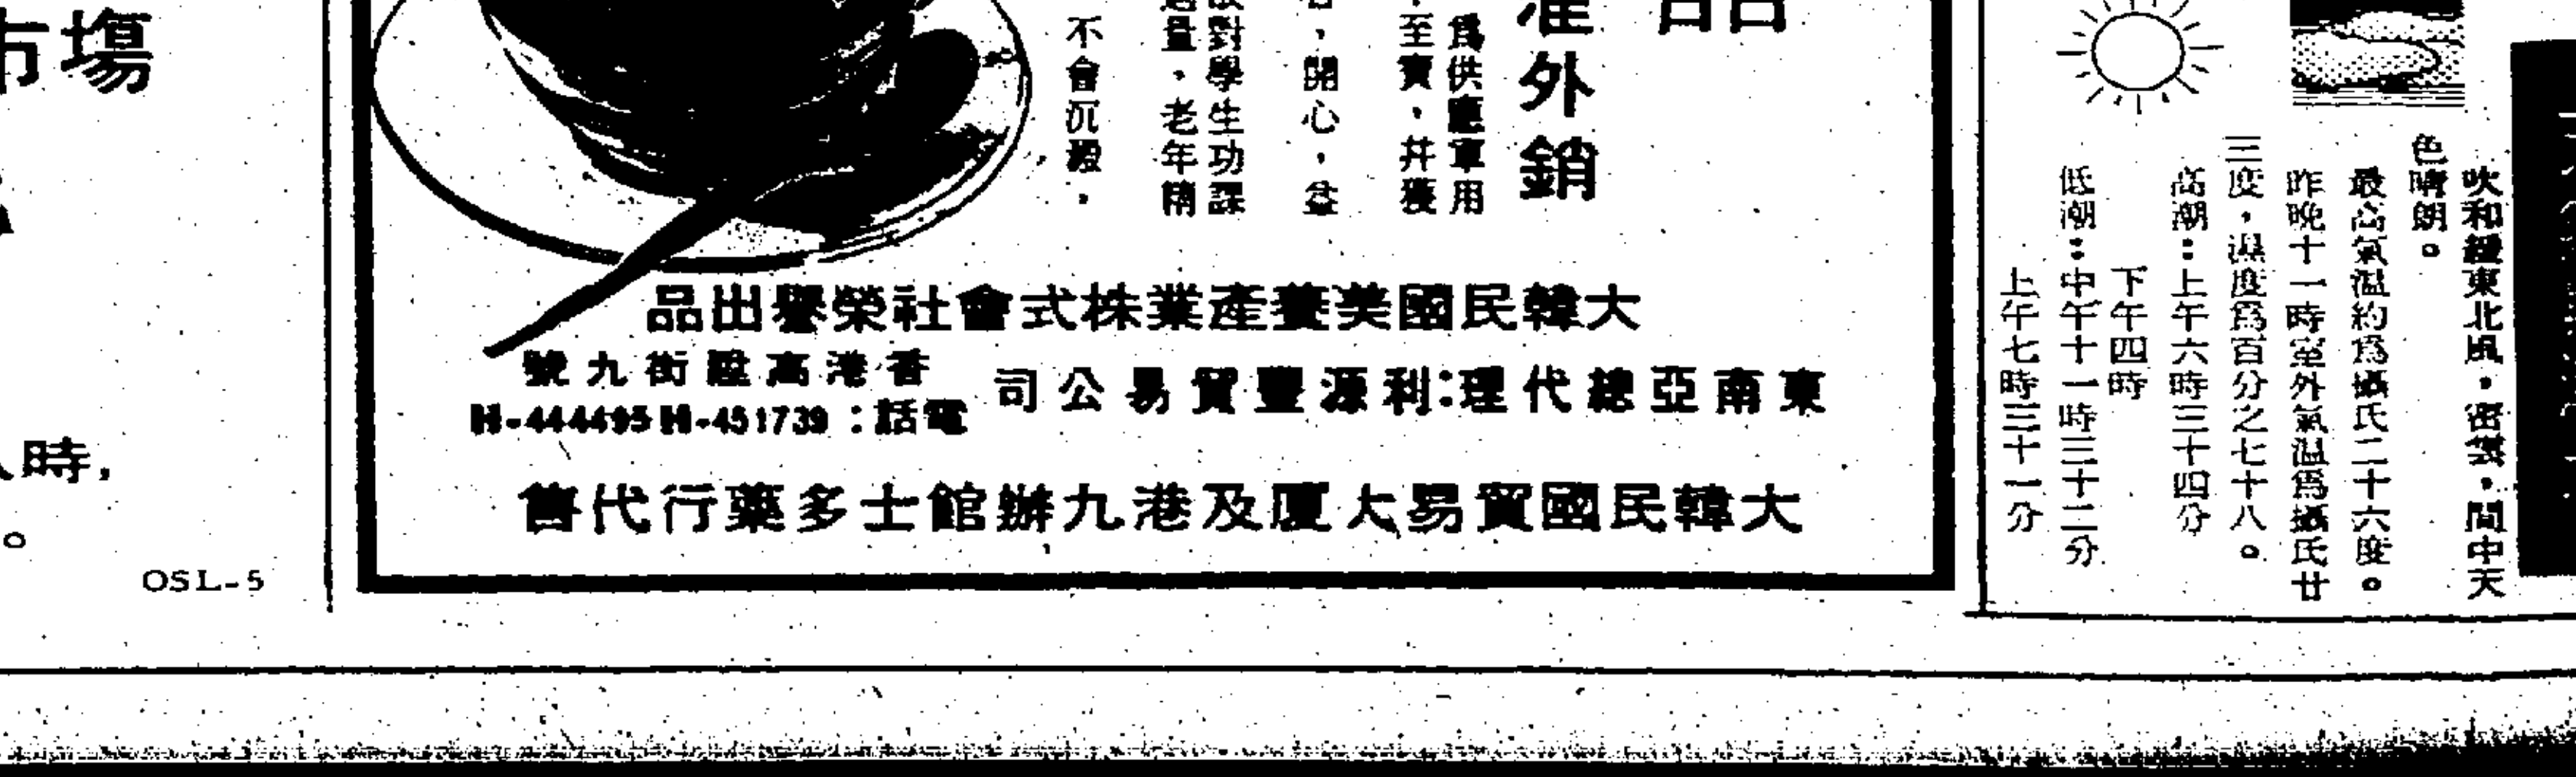 吹和緩東北風，密雲，間中天
色晴朗。
最高氣温約爲攝氏二十六度。
昨晚十一時室外氣温爲攝氏廿
三度，濕度爲百分之七十八。
高潮：上午六時三十四分
下午四時
低潮：中午十一時三十二分
上午七時三十一分
品
准外銷
爲供應軍用
至寶，并獲
，開心，益
對學生功課
量，老年精
不會沉澱，
大韓民國美養產業株式會社榮譽出品
東南亞總代理：利源豐貿易公司
香港高陞街九號
電話：H-451739 H-444495
大韓民國貿易大廈及港九辦館士多藥行代售
市場
時，
。
OSL-5